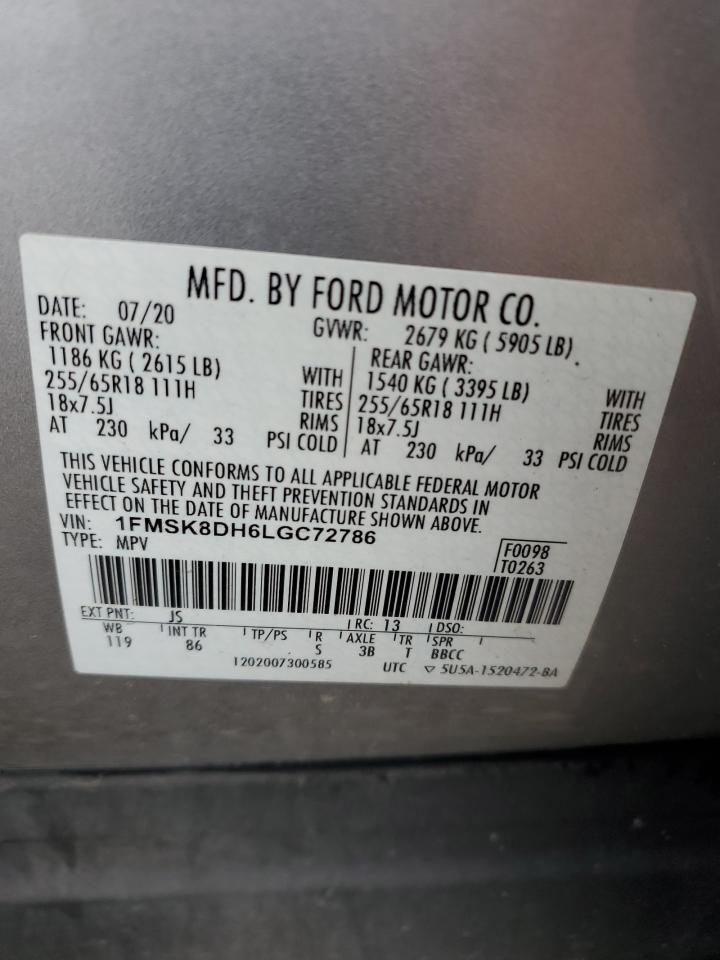 MFD. BY FORD MOTOR CO.
DATE: 07/20 GVWR: 2679 KG ( 5905 LB).
FRONT GAWR: REAR GAWR:
1186 KG ( 2615 LB) WITH 1540 KG ( 3395 LB) WITH
255/65R18 111H TIRES 255/65R18 111H TIRES
18x7.5J RIMS 18x7.5J RIMS
AT 230 kPa/ 33 PSI COLD AT 230 kPa/ 33 PSI COLD
THIS VEHICLE CONFORMS TO ALL APPLICABLE FEDERAL MOTOR
VEHICLE SAFETY AND THEFT PREVENTION STANDARDS IN
EFFECT ON THE DATE OF MANUFACTURE SHOWN ABOVE.
VIN: 1FMSK8DH6LGC72786
TYPE: MPV F0098
T0263
EXT PNT: JS RC: 13 DSO:
WB INT TR TP/PS R AXLE TR SPR
119 86 S 3B T BBCC
1202007300585 UTC ▽ 5U5A-1520472-BA